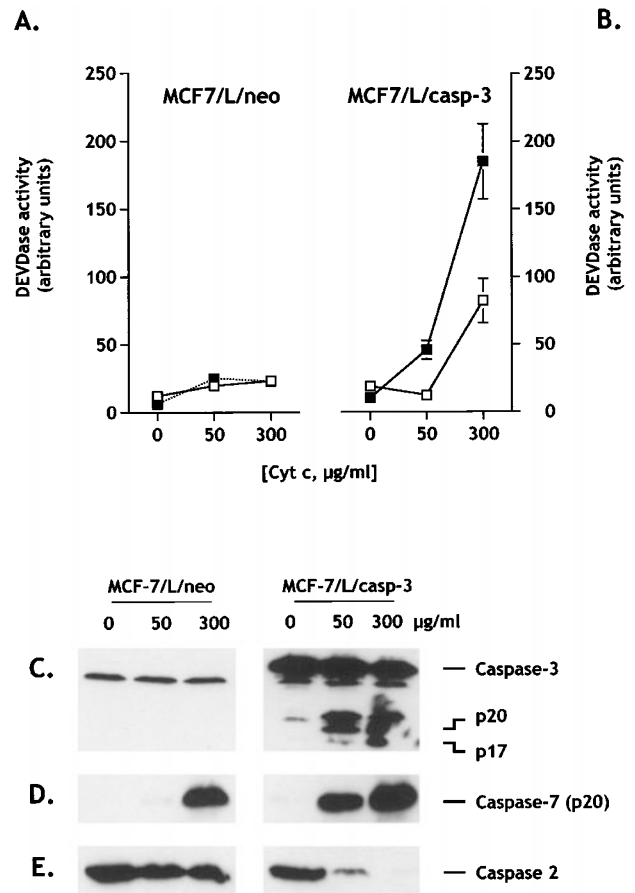 A.
B.
MCF7/L/neo
MCF7/L/casp-3
DEVDase activity
(arbitrary units)
250
200
150
100
50
0
0 50 300
250
200
150
100
50
0
0 50 300
DEVDase activity
(arbitrary units)
[Cyt c, µg/ml]
MCF-7/L/neo
MCF-7/L/casp-3
0 50 300
0 50 300 µg/ml
C.
Caspase-3
p20
p17
D.
Caspase-7 (p20)
E.
Caspase 2